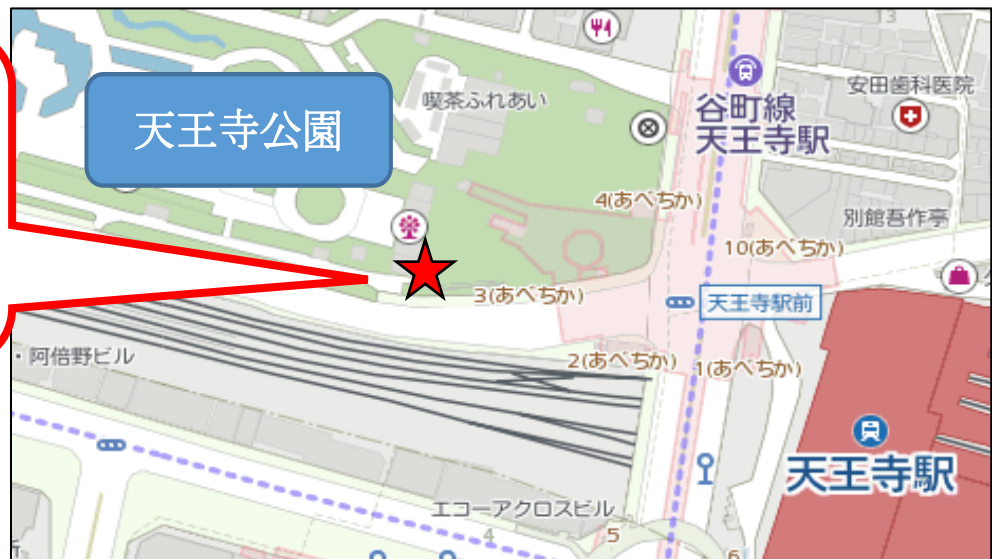 13
安田歯科医院
喫茶ふれあい
谷町線
天王寺駅
天王寺公園
4(あべちか)
別館吾作亭
10(あべちか)
3(あべちか)
天王寺駅前
・阿倍野ビル
2(あべちか)
1(あべちか)
天王寺駅
エコーアクロスビル
4
5
6